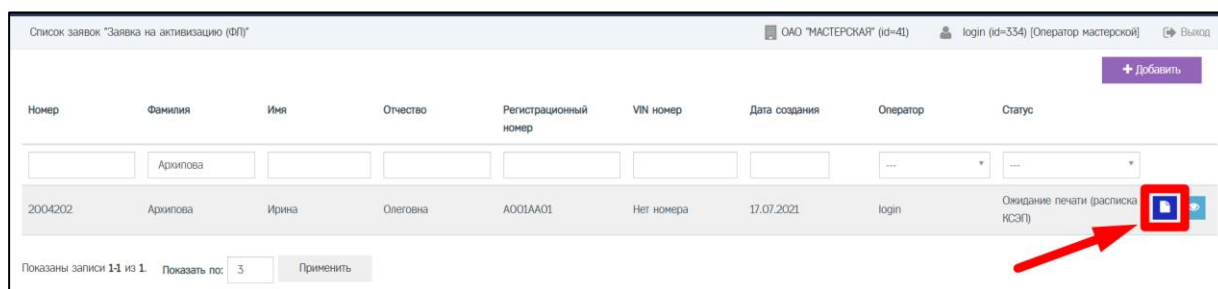 Список заявок "Заявка на активизацию (ФЛ)" ОАО "МАСТЕРСКАЯ" (id=41) login (id=334) [Оператор мастерской] Выход
+ Добавить
Номер Фамилия Имя Отчество Регистрационный номер VIN номер Дата создания Оператор Статус
Архипова --- ---
2004202 Архипова Ирина Олеговна А001АА01 Нет номера 17.07.2021 login Ожидание печати (расписка КСЭП)
Показаны записи 1-1 из 1. Показать по: 3 Применить